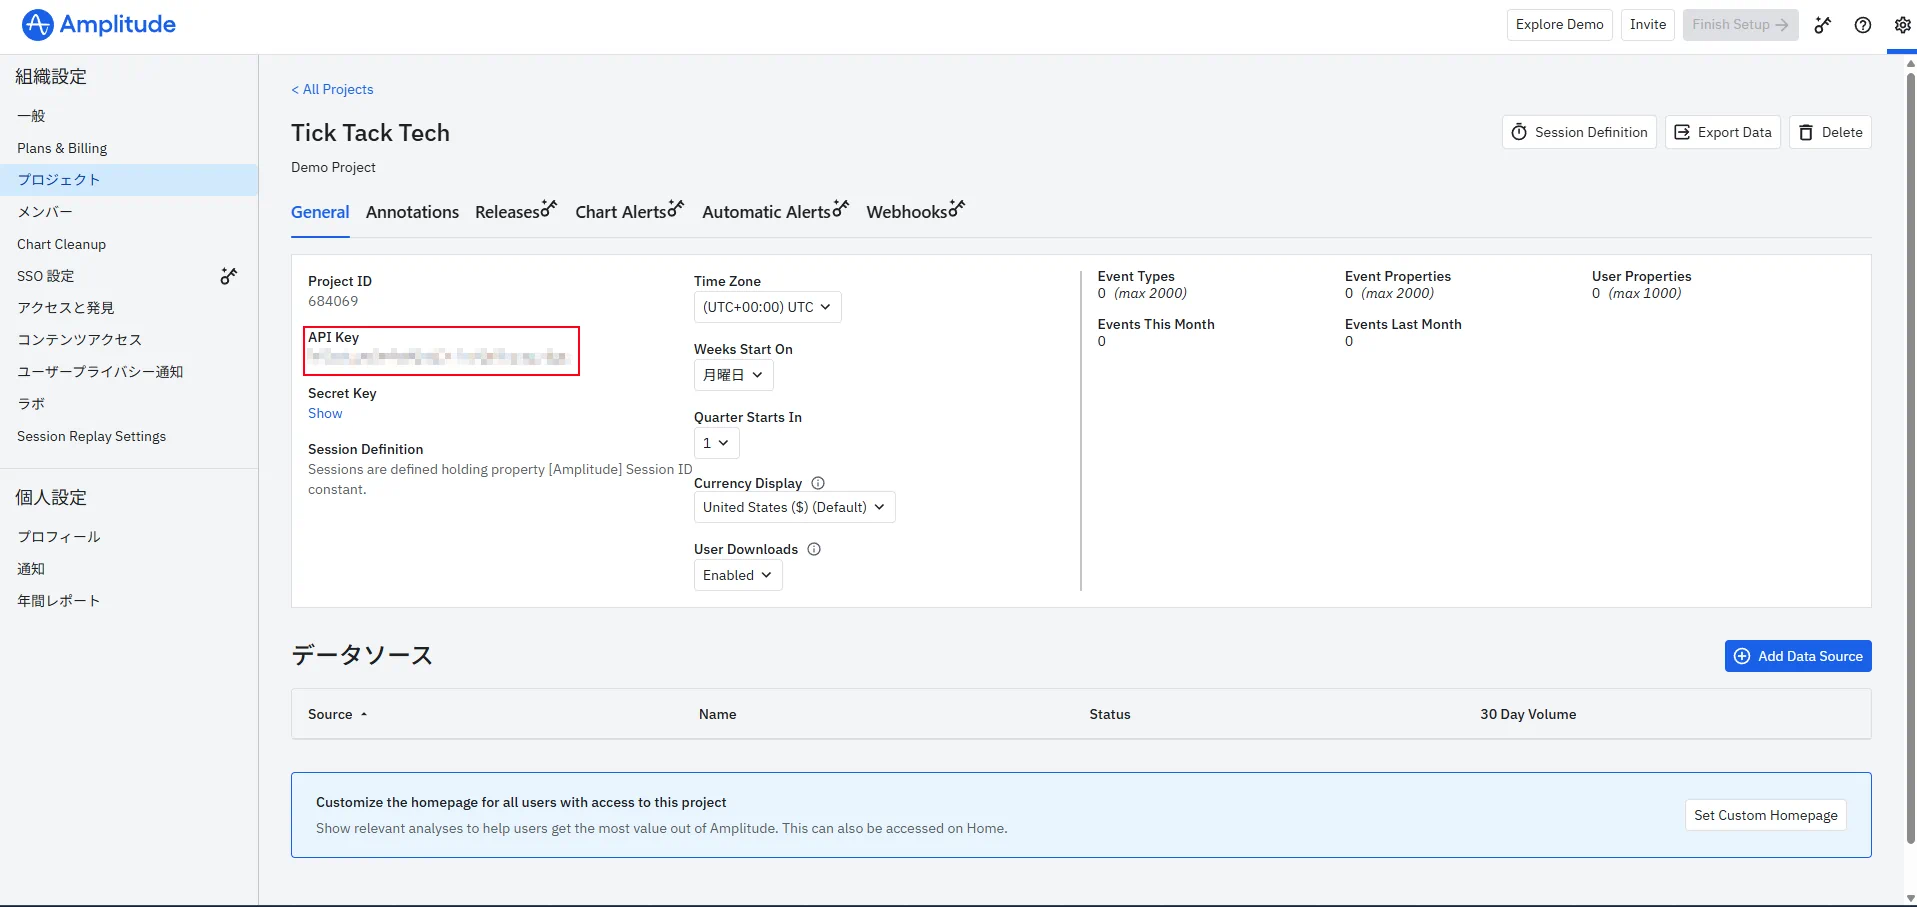 Amplitude
Explore Demo
Invite
Finish Setup
組織設定
一般
Plans & Billing
プロジェクト
メンバー
Chart Cleanup
SSO 設定
アクセスと発見
コンテンツアクセス
ユーザープライバシー通知
ラボ
Session Replay Settings
個人設定
プロフィール
通知
年間レポート
< All Projects
Tick Tack Tech
Demo Project
Session Definition
Export Data
Delete
General
Annotations
Releases
Chart Alerts
Automatic Alerts
Webhooks
Project ID
684069
API Key
Secret Key
Show
Session Definition
Sessions are defined holding property [Amplitude] Session ID
constant.
Time Zone
(UTC+00:00) UTC
Weeks Start On
月曜日
Quarter Starts In
1
Currency Display
United States ($) (Default)
User Downloads
Enabled
Event Types
0 (max 2000)
Event Properties
0 (max 2000)
User Properties
0 (max 1000)
Events This Month
0
Events Last Month
0
データソース
Add Data Source
Source
Name
Status
30 Day Volume
Customize the homepage for all users with access to this project
Show relevant analyses to help users get the most value out of Amplitude. This can also be accessed on Home.
Set Custom Homepage